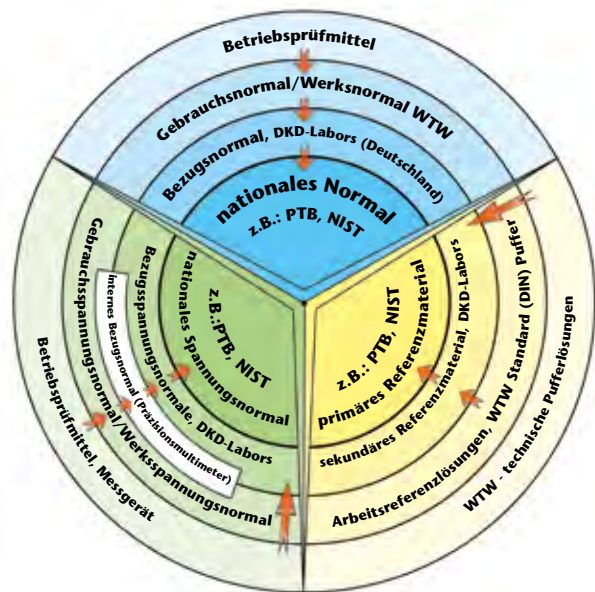 Betriebsprüfmittel
Gebrauchsnormal/Werksnormal WTW
Bezugsnormal, DKD-Labors (Deutschland)
nationales Normal
z.B.: PTB, NIST
Betriebsprüfmittel, Messgerät
Gebrauchsspannungsnormal/Werksspannungsnormal
internes Bezugsnormal (Präzisionsmultimeter)
Bezugsspannungsnormale, DKD-Labors
nationales Spannungsnormal
z.B.:PTB, NIST
z.B.: PTB, NIST
primäres Referenzmaterial
sekundäres Referenzmaterial, DKD-Labors
Arbeitsreferenzlösungen, WTW Standard (DIN) Puffer
WTW - technische Pufferlösungen